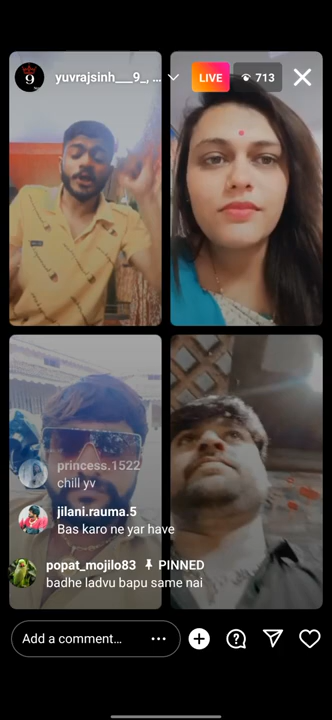 9
yuvrajsinh___9_, ...
LIVE
713
princess.1522
chill yv
jilani.rauma.5
Bas karo ne yar have
popat_mojilo83 PINNED
badhe ladvu bapu same nai
Add a comment...